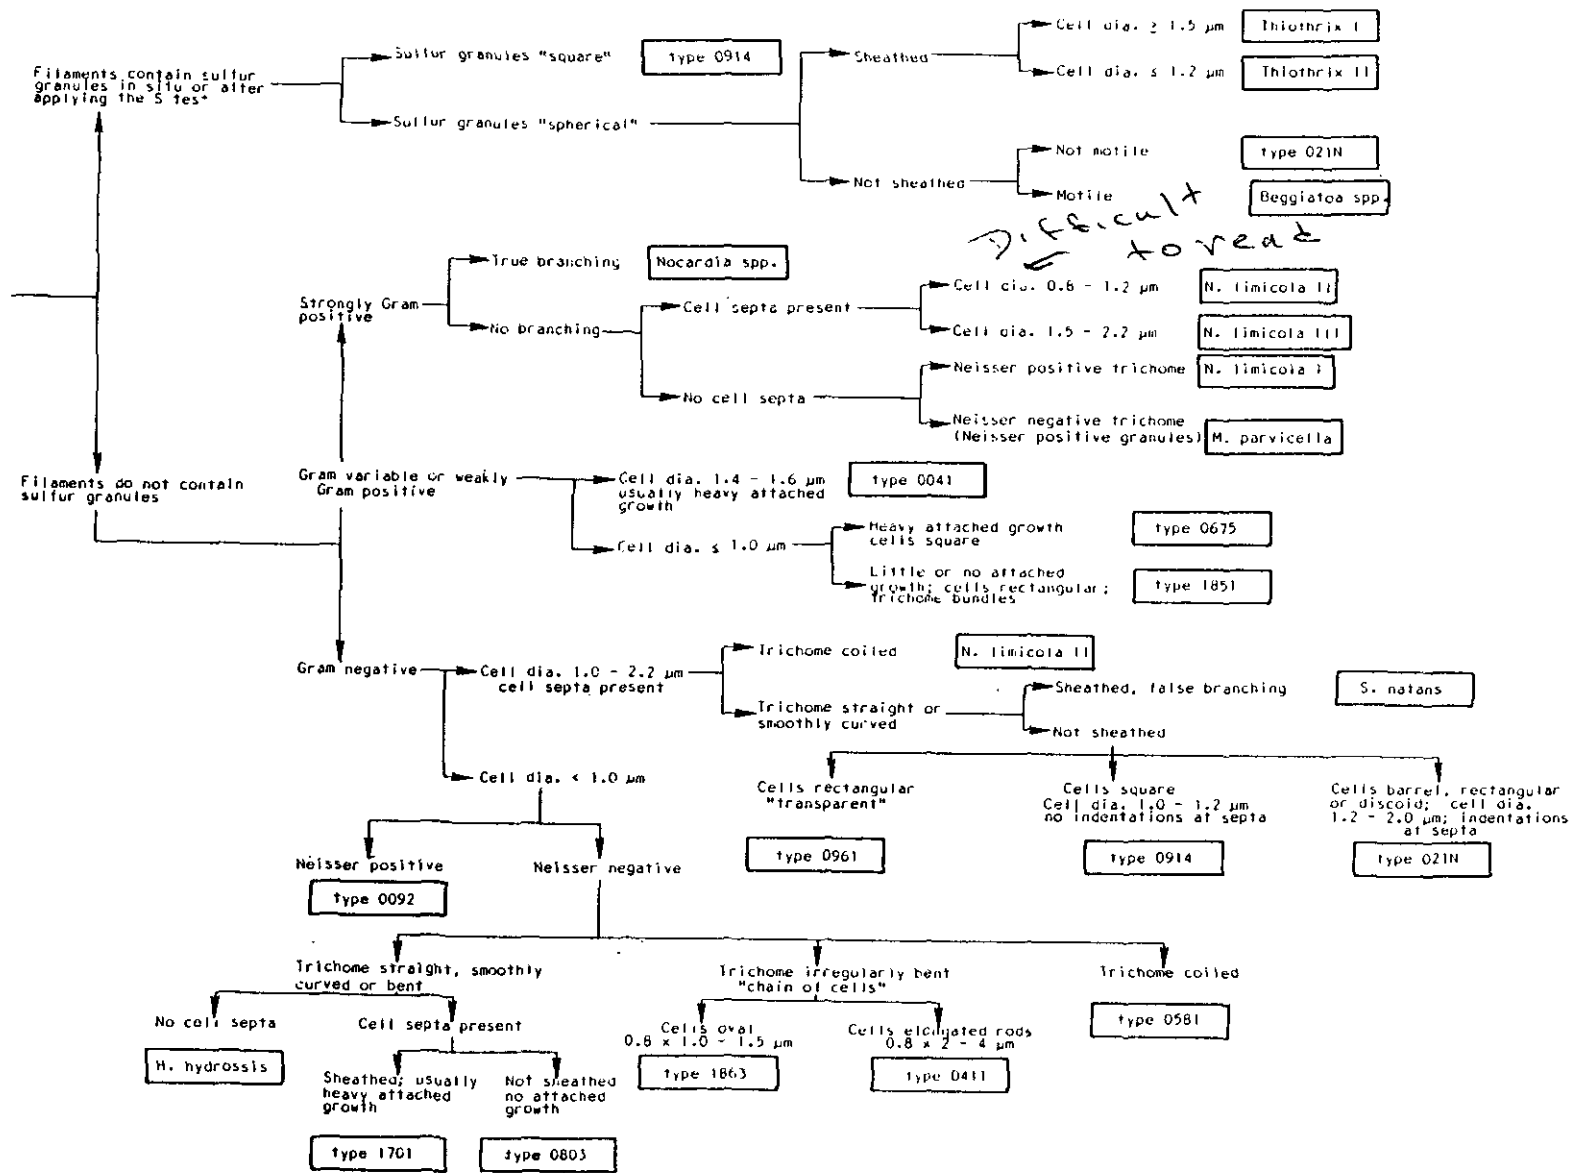 Filaments contain sulfur
granules in situ or after
applying the S test
Sulfur granules "square"
type 0914
Sulfur granules "spherical"
Sheathed
Cell dia. ≥ 1.5 µm
Thiothrix I
Cell dia. ≤ 1.2 µm
Thiothrix II
Not sheathed
Not motile
type 021N
Motile
Beggiatoa spp.
Difficult
to read
Filaments do not contain
sulfur granules
Strongly Gram
positive
True branching
Nocardia spp.
No branching
Cell septa present
Cell dia. 0.8 - 1.2 µm
N. limicola II
Cell dia. 1.5 - 2.2 µm
N. limicola III
No cell septa
Neisser positive trichome
N. limicola I
Neisser negative trichome
(Neisser positive granules)
M. parvicella
Gram variable or weakly
Gram positive
Cell dia. 1.4 - 1.6 µm
usually heavy attached
growth
type 0041
Cell dia. ≤ 1.0 µm
Heavy attached growth
cells square
type 0675
Little or no attached
growth; cells rectangular;
trichome bundles
type 1851
Gram negative
Cell dia. 1.0 - 2.2 µm
cell septa present
Trichome coiled
N. limicola II
Trichome straight or
smoothly curved
Sheathed, false branching
S. natans
Not sheathed
Cells rectangular
"transparent"
type 0961
Cells square
Cell dia. 1.0 - 1.2 µm
no indentations at septa
type 0914
Cells barrel, rectangular
or discoid; cell dia.
1.2 - 2.0 µm; indentations
at septa
type 021N
Cell dia. < 1.0 µm
Neisser positive
type 0092
Neisser negative
Trichome straight, smoothly
curved or bent
No cell septa
H. hydrossis
Cell septa present
Sheathed; usually
heavy attached
growth
type 1701
Not sheathed
no attached
growth
type 0803
Trichome irregularly bent
"chain of cells"
Cells oval
0.8 x 1.0 - 1.5 µm
type 1863
Cells elongated rods
0.8 x 2 - 4 µm
type 0411
Trichome coiled
type 0581